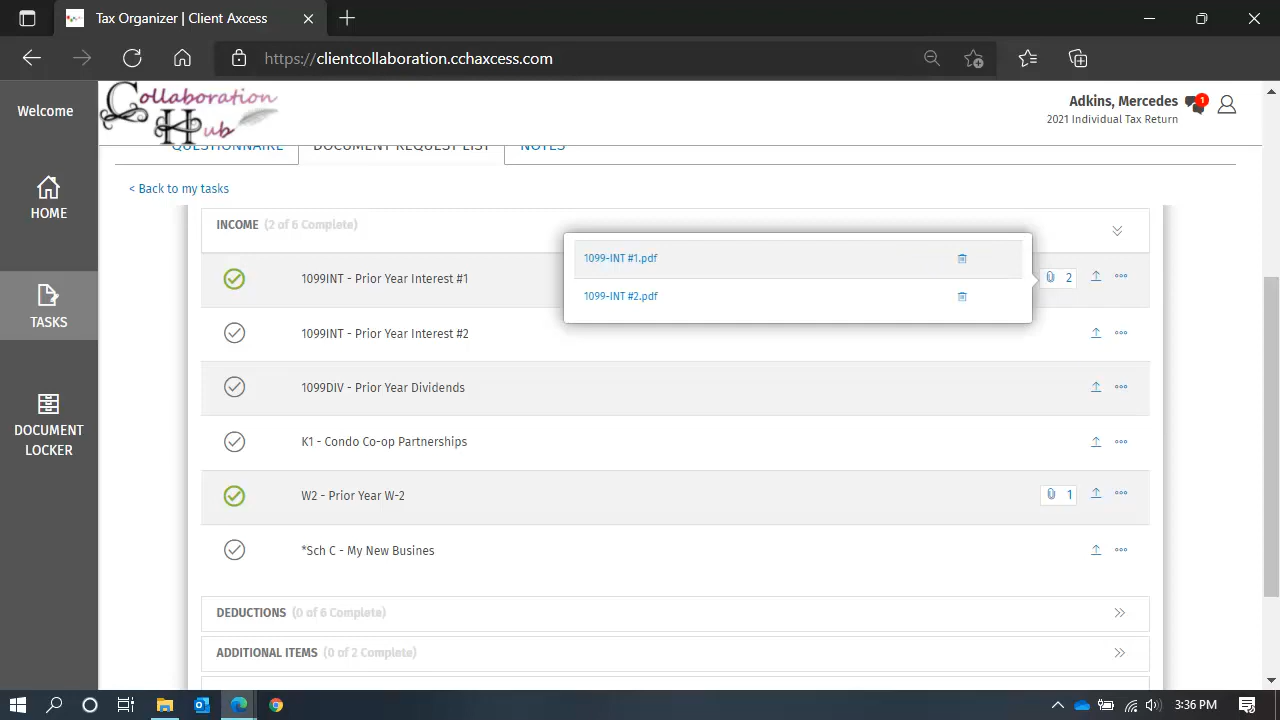 Tax Organizer | Client Axcess
https://clientcollaboration.cchaxcess.com
Welcome
Collaboration
Hub
Adkins, Mercedes
1
2021 Individual Tax Return
QUESTIONNAIRE
DOCUMENT REQUEST LIST
NOTES
< Back to my tasks
HOME
TASKS
DOCUMENT
LOCKER
INCOME (2 of 6 Complete)
1099-INT #1.pdf
1099-INT #2.pdf
1099INT - Prior Year Interest #1
2
1099INT - Prior Year Interest #2
1099DIV - Prior Year Dividends
K1 - Condo Co-op Partnerships
W2 - Prior Year W-2
1
*Sch C - My New Busines
DEDUCTIONS (0 of 6 Complete)
ADDITIONAL ITEMS (0 of 2 Complete)
3:36 PM